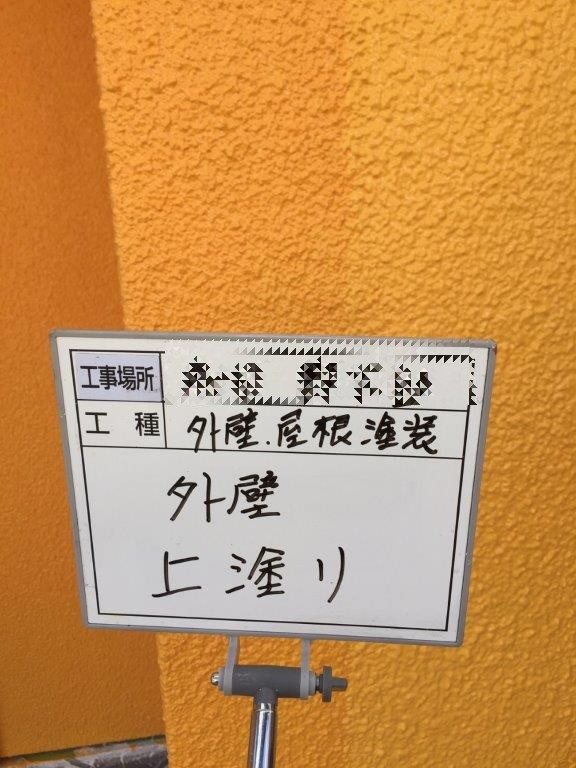 工事場所
工種 外壁.屋根塗装
外壁
上塗り